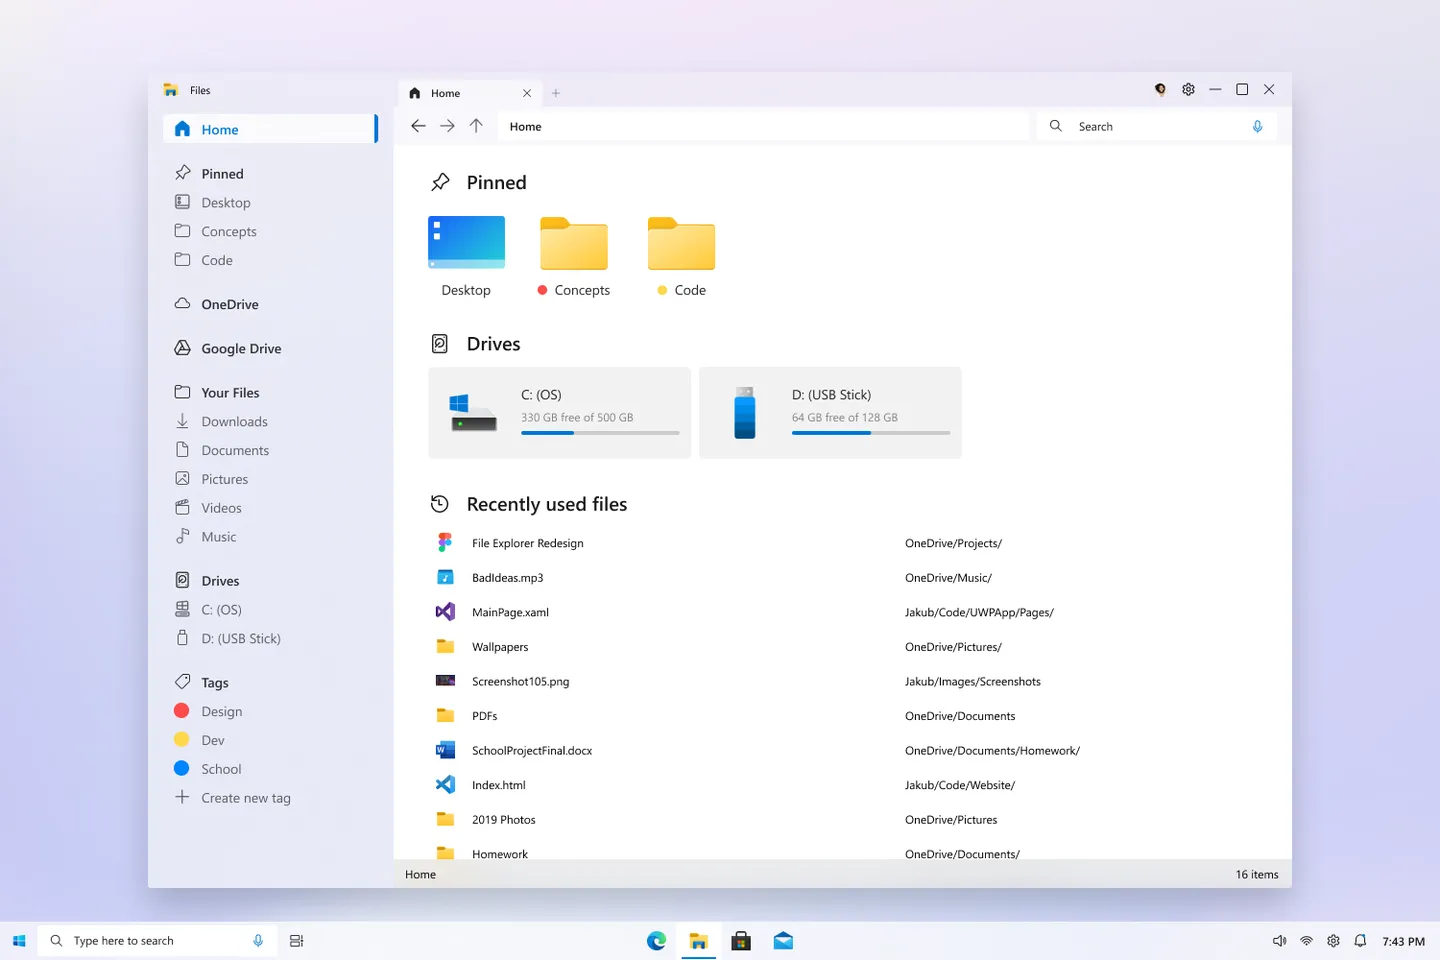 Files
Home
Home
Home
Search
Pinned
Desktop
Concepts
Code
OneDrive
Google Drive
Your Files
Downloads
Documents
Pictures
Videos
Music
Drives
C: (OS)
D: (USB Stick)
Tags
Design
Dev
School
Create new tag
Pinned
Desktop
Concepts
Code
Drives
C: (OS)
330 GB free of 500 GB
D: (USB Stick)
64 GB free of 128 GB
Recently used files
File Explorer Redesign OneDrive/Projects/
BadIdeas.mp3 OneDrive/Music/
MainPage.xaml Jakub/Code/UWPApp/Pages/
Wallpapers OneDrive/Pictures/
Screenshot105.png Jakub/Images/Screenshots
PDFs OneDrive/Documents
SchoolProjectFinal.docx OneDrive/Documents/Homework/
Index.html Jakub/Code/Website/
2019 Photos OneDrive/Pictures
Homework OneDrive/Documents/
Home 16 items
Type here to search
7:43 PM